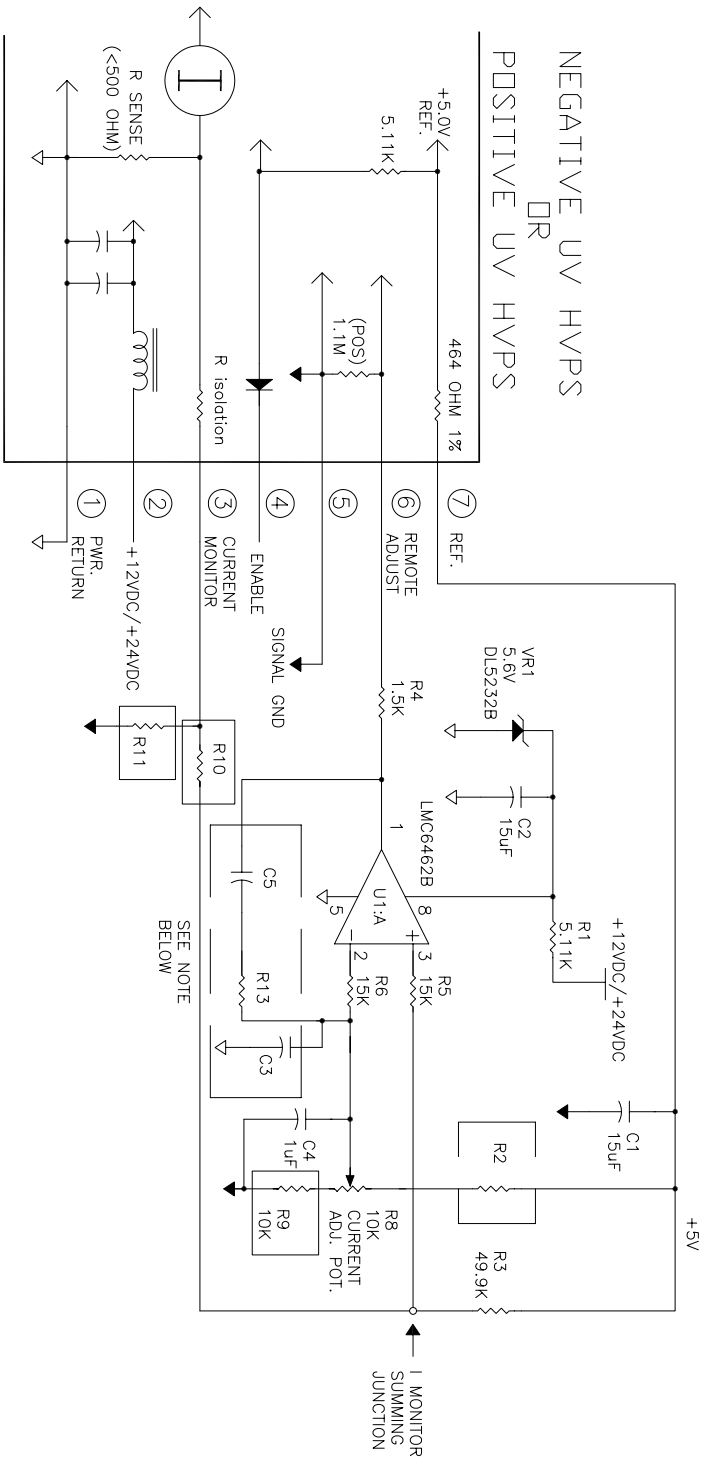 NEGATIVE UV HVPS
OR
POSITIVE UV HVPS
+5.0V
REF.
5.11K
464 OHM 1%
(POS)
1.1M
R SENSE
(<500 OHM)
I
R isolation
7
REF.
6
REMOTE
ADJUST
5
SIGNAL GND
4
ENABLE
3
CURRENT
MONITOR
2
+12VDC/+24VDC
1
PWR.
RETURN
VR1
5.6V
DL5232B
C2
15uF
R1
5.11K
+12VDC/+24VDC
C1
15uF
+5V
R4
1.5K
LMC6462B
U1:A
1
8
5
+
3
-
2
R5
15K
R6
15K
R2
R3
49.9K
R8
10K
CURRENT
ADJ. POT.
R9
10K
C4
1uF
C3
C5
R13
R10
R11
SEE NOTE
BELOW
I MONITOR
SUMMING
JUNCTION